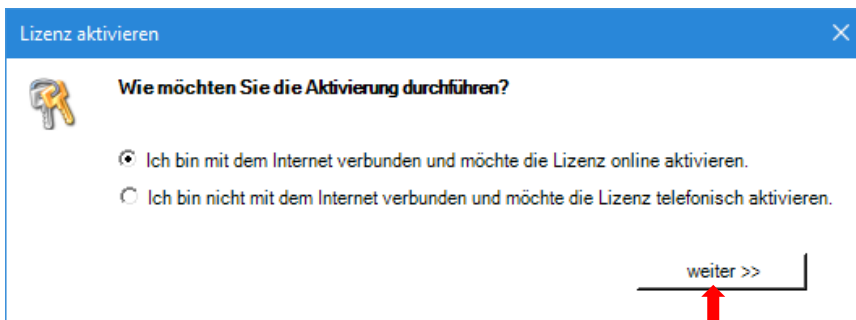 Lizenz aktivieren
Wie möchten Sie die Aktivierung durchführen?
Ich bin mit dem Internet verbunden und möchte die Lizenz online aktivieren.
Ich bin nicht mit dem Internet verbunden und möchte die Lizenz telefonisch aktivieren.
weiter >>